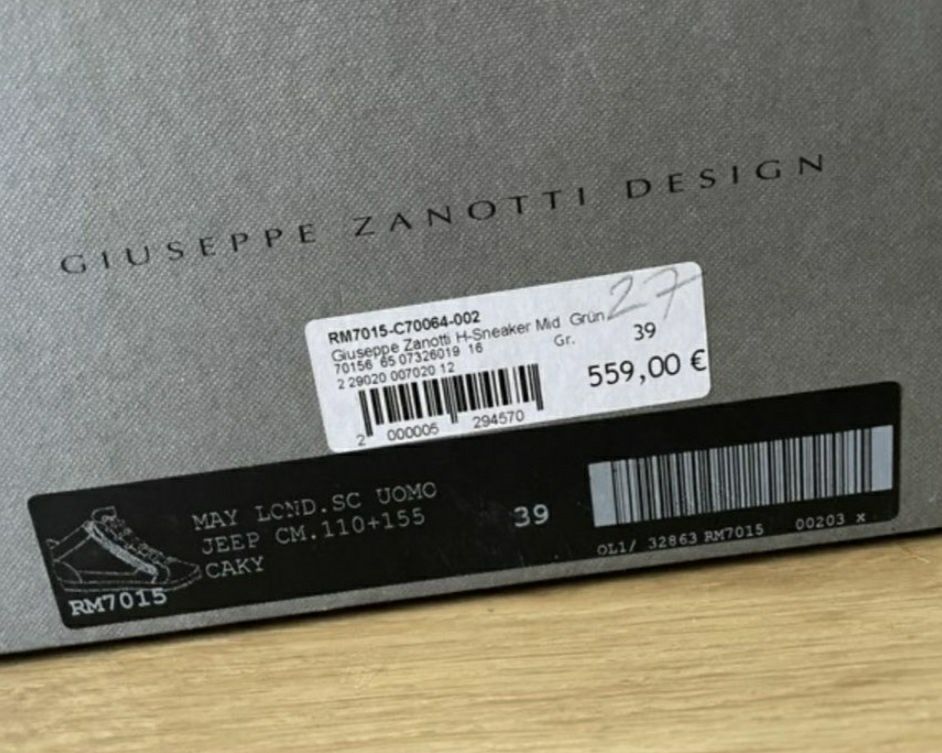 GIUSEPPE ZANOTTI DESIGN
27
RM7015-C70064-002
Giuseppe Zanotti H-Sneaker Mid Grün
70156 65 07326019 16 Gr. 39
2 29020 007020 12
559,00 €
2 000005 294570
MAY LOND.SC UOMO
JEEP CM.110+155
CAKY
39
RM7015
OL1/ 32863 RM7015 00203 x